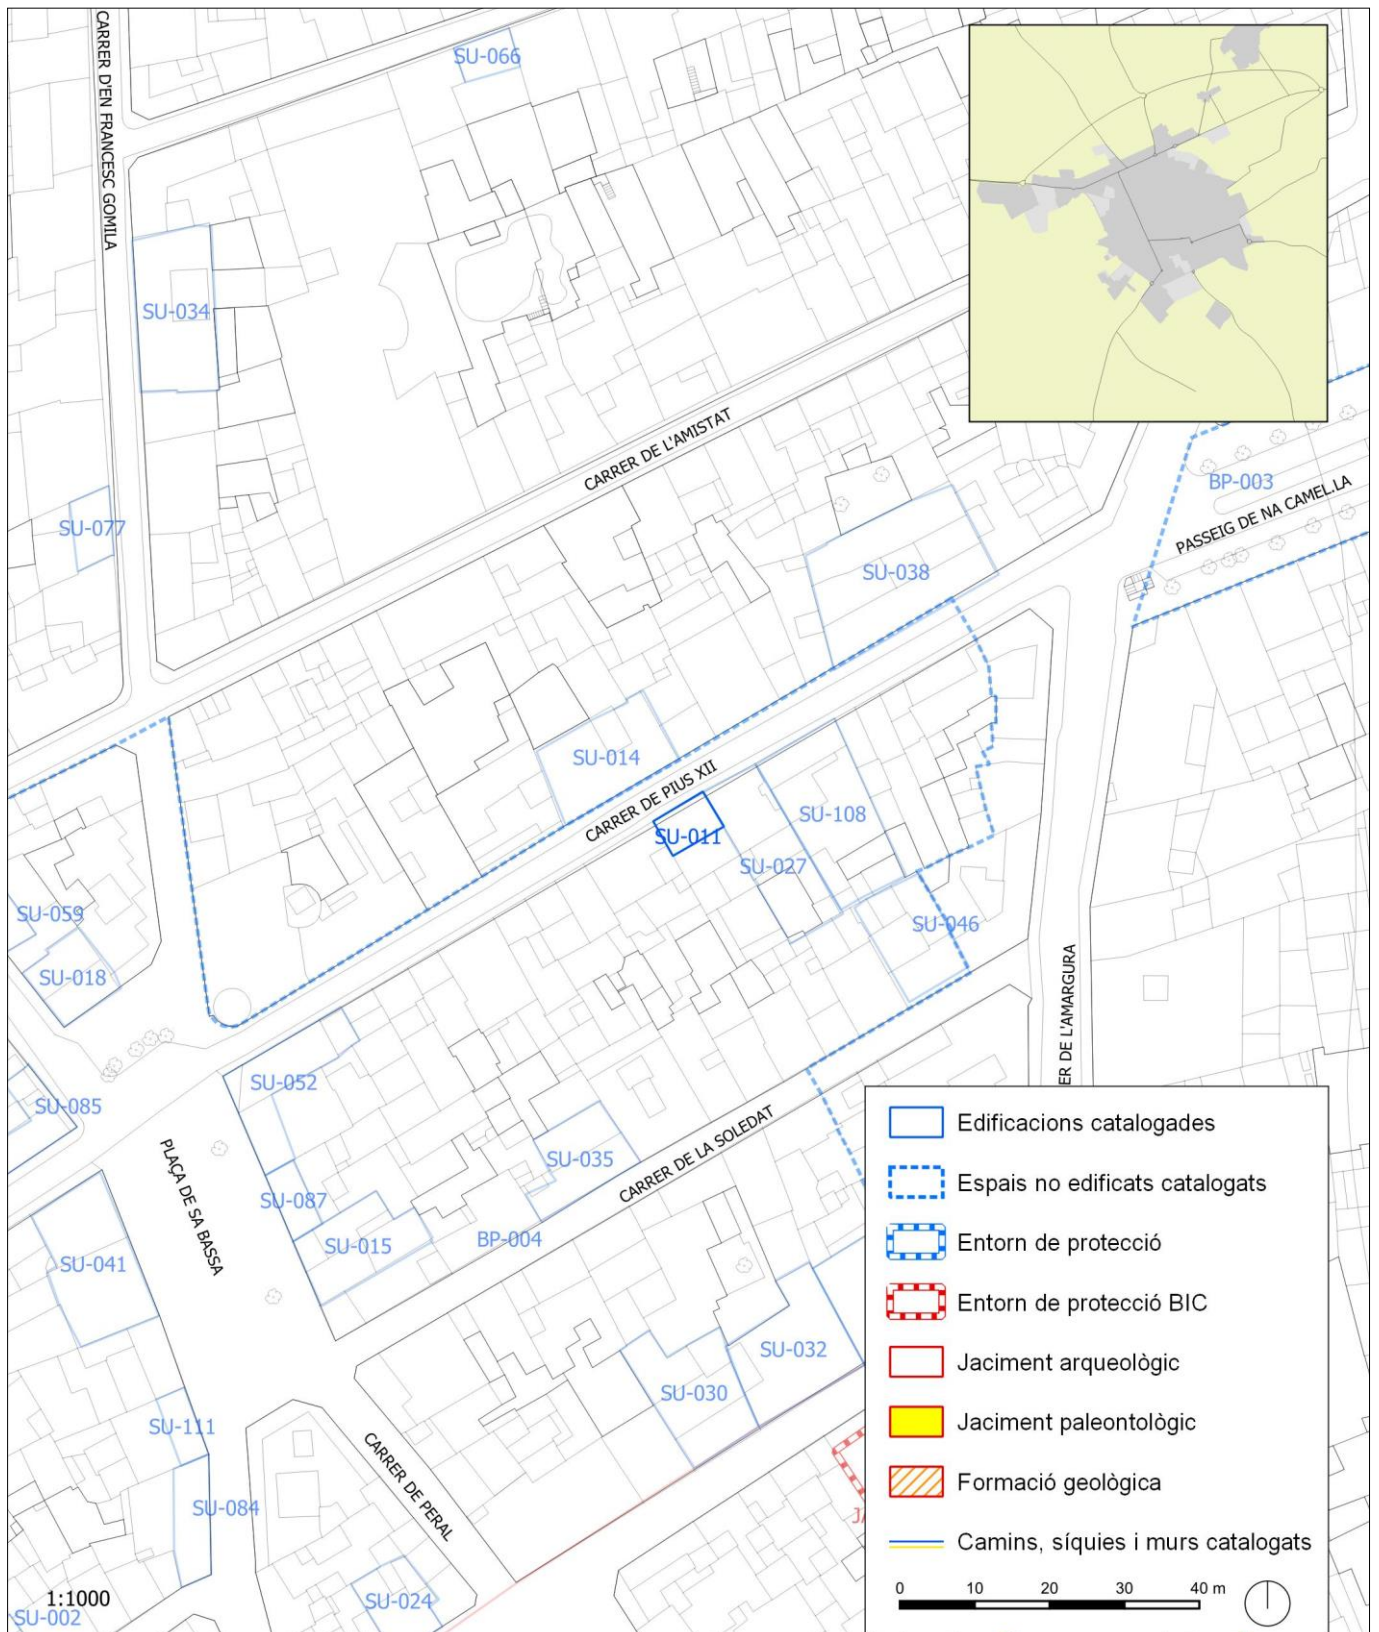 CARRER D'EN FRANCESC GOMILA
SU-066
SU-034
CARRER DE L'AMISTAT
SU-077
BP-003
PASSEIG DE NA CAMEL.LA
SU-038
SU-014
CARRER DE PIUS XII
SU-011
SU-108
SU-027
SU-046
SU-059
SU-018
SU-052
SU-085
ER DE L'AMARGURA
PLAÇA DE SA BASSA
SU-087
SU-015
SU-035
CARRER DE LA SOLEDAT
BP-004
SU-041
SU-032
SU-030
SU-111
CARRER DE PERAL
SU-084
SU-024
1:1000
SU-002
Edificacions catalogades
Espais no edificats catalogats
Entorn de protecció
Entorn de protecció BIC
Jaciment arqueològic
Jaciment paleontològic
Formació geològica
Camins, síquies i murs catalogats
0 10 20 30 40 m